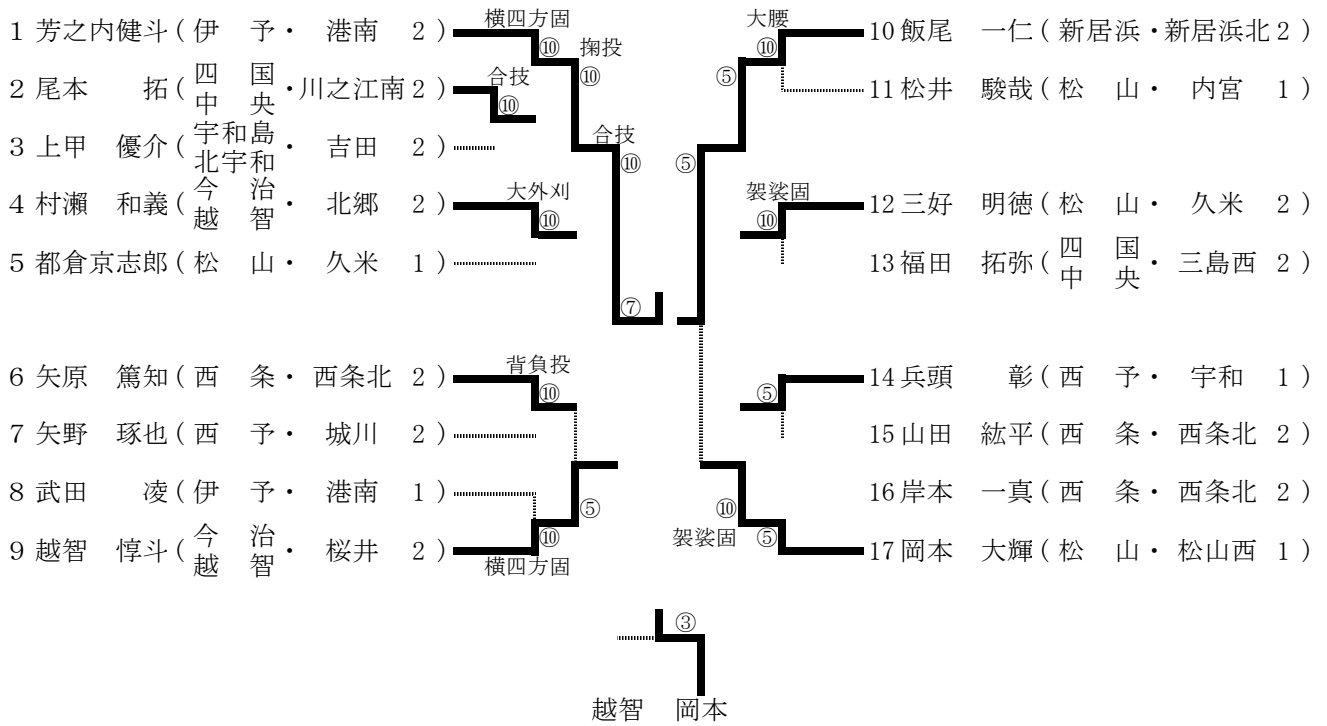 横四方固 大腰
1 芳之内健斗(伊 予・ 港南 2) ⑩ 掬投 ⑩ 10 飯尾 一仁(新居浜・新居浜北 2)
2 尾本 拓(四国中央・川之江南 2) 合技 ⑩ ⑩ ⑤ 11 松井 駿哉(松 山・ 内宮 1)
3 上甲 優介(宇和島北宇和・ 吉田 2) 合技
⑩ ⑤
4 村瀬 和義(今治越智・ 北郷 2) 大外刈 ⑩ 袈裟固 ⑩ 12 三好 明徳(松 山・ 久米 2)
5 都倉京志郎(松 山・ 久米 1) 13 福田 拓弥(四国中央・ 三島西 2)
⑦
6 矢原 篤知(西 条・ 西条北 2) 背負投 ⑩ ⑤ 14 兵頭 彰(西 予・ 宇和 1)
7 矢野 琢也(西 予・ 城川 2) 15 山田 紘平(西 条・ 西条北 2)
8 武田 凌(伊 予・ 港南 1) ⑤ ⑩ 16 岸本 一真(西 条・ 西条北 2)
9 越智 惇斗(今治越智・ 桜井 2) ⑩ 袈裟固 ⑤ 17 岡本 大輝(松 山・ 松山西 1)
横四方固
③
越智 岡本